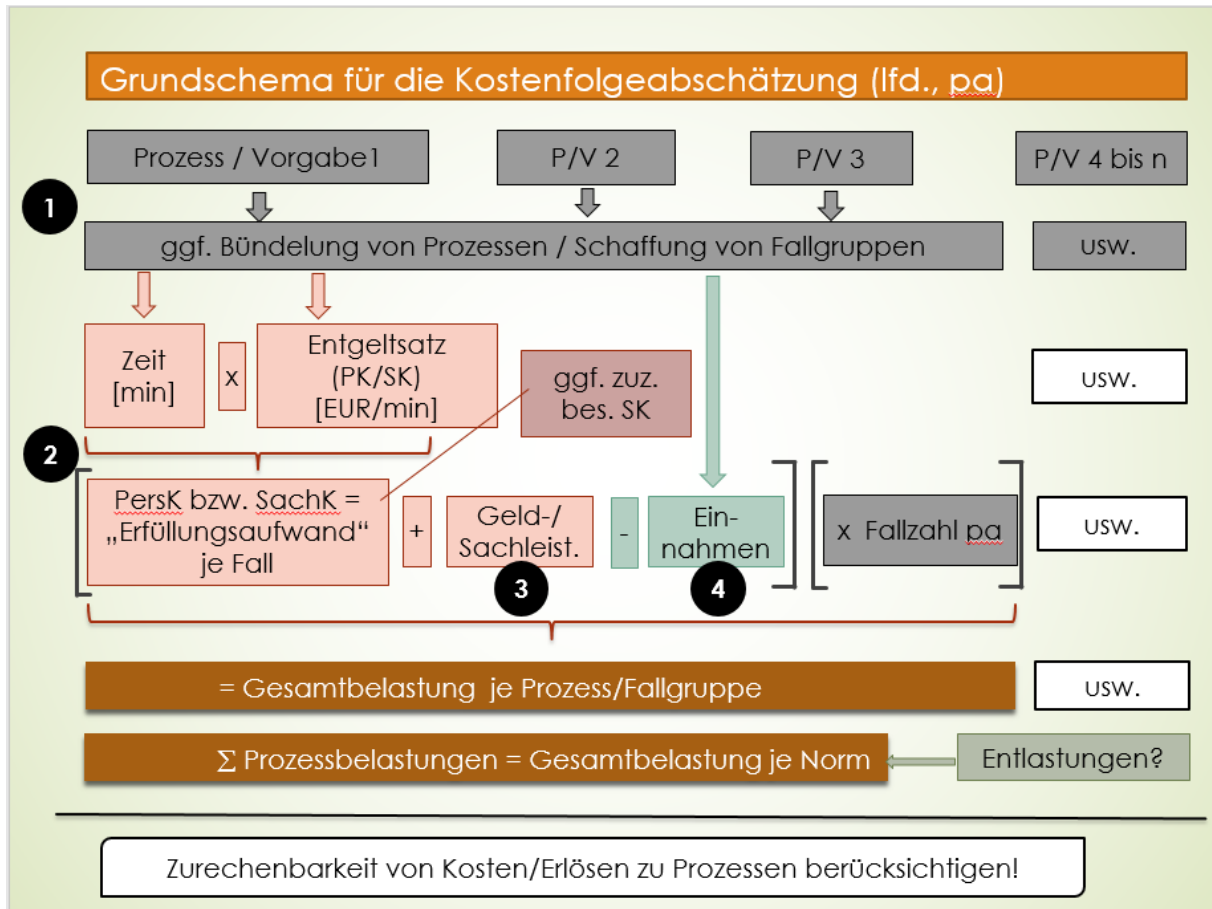 Grundschema für die Kostenfolgeabschätzung (lfd., pa)
Prozess / Vorgabe1
P/V 2
P/V 3
P/V 4 bis n
1
ggf. Bündelung von Prozessen / Schaffung von Fallgruppen
usw.
Zeit
[min]
x
Entgeltsatz
(PK/SK)
[EUR/min]
ggf. zuz.
bes. SK
usw.
2
PersK bzw. SachK =
„Erfüllungsaufwand“
je Fall
+
Geld-/
Sachleist.
-
Ein-
nahmen
x Fallzahl pa
usw.
3
4
= Gesamtbelastung je Prozess/Fallgruppe
usw.
∑ Prozessbelastungen = Gesamtbelastung je Norm
Entlastungen?
Zurechenbarkeit von Kosten/Erlösen zu Prozessen berücksichtigen!